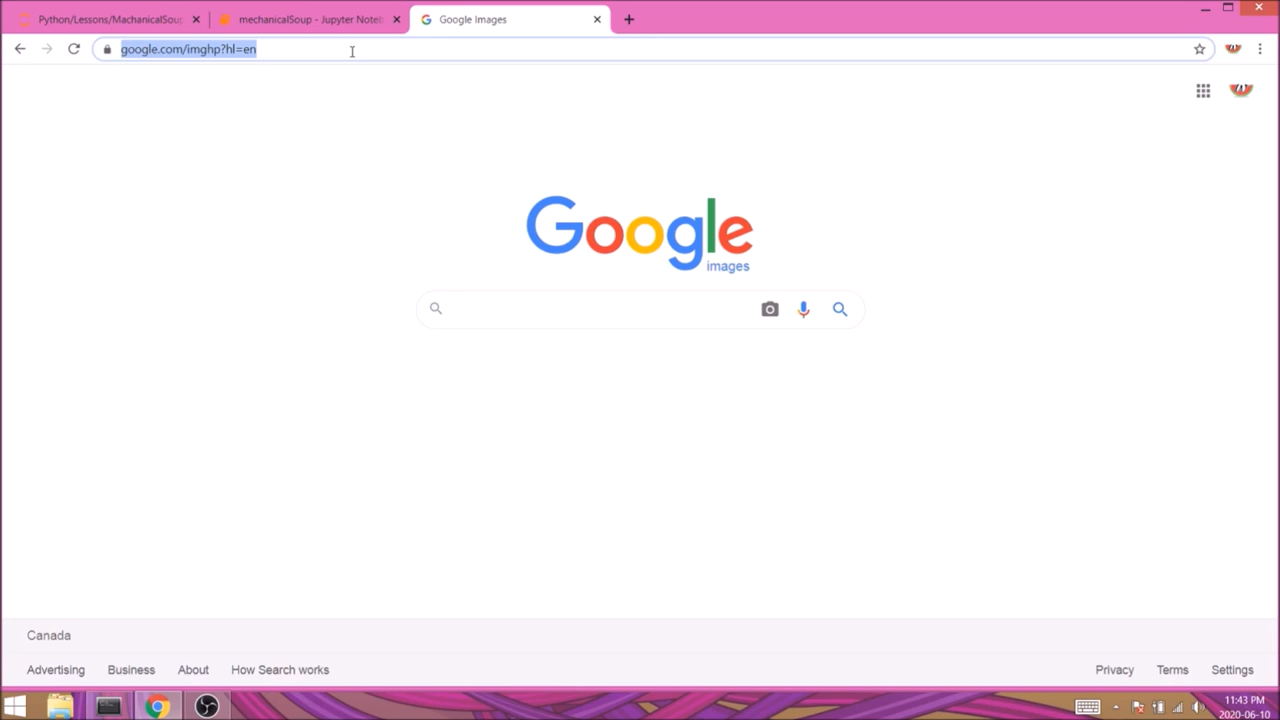 Python/Lessons/MachanicalSoup
mechanicalSoup - Jupyter Noteb
Google Images
google.com/imghp?hl=en
Google
images
Canada
Advertising Business About How Search works Privacy Terms Settings
11:43 PM
2020-06-10